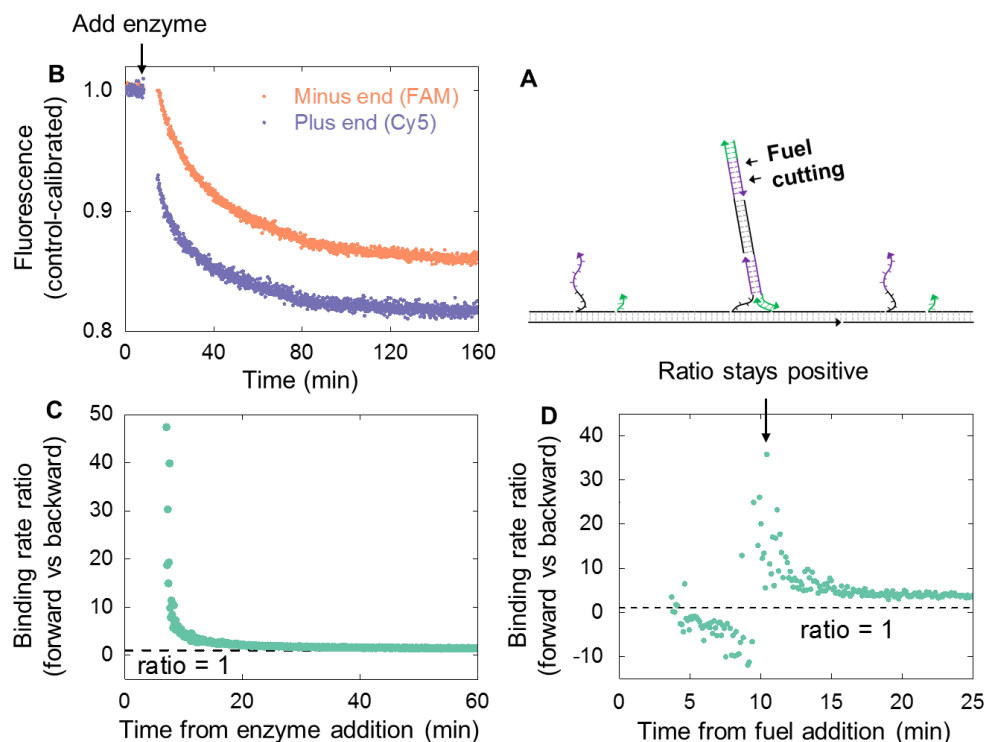 Add enzyme
B
1.0
0.9
0.8
Fluorescence
(control-calibrated)
Minus end (FAM)
Plus end (Cy5)
0
40
80
120
160
Time (min)
A
Fuel
cutting
C
50
40
30
20
10
0
Binding rate ratio
(forward vs backward)
ratio = 1
0
20
40
60
Time from enzyme addition (min)
Ratio stays positive
D
40
30
20
10
0
-10
Binding rate ratio
(forward vs backward)
ratio = 1
0
5
10
15
20
25
Time from fuel addition (min)